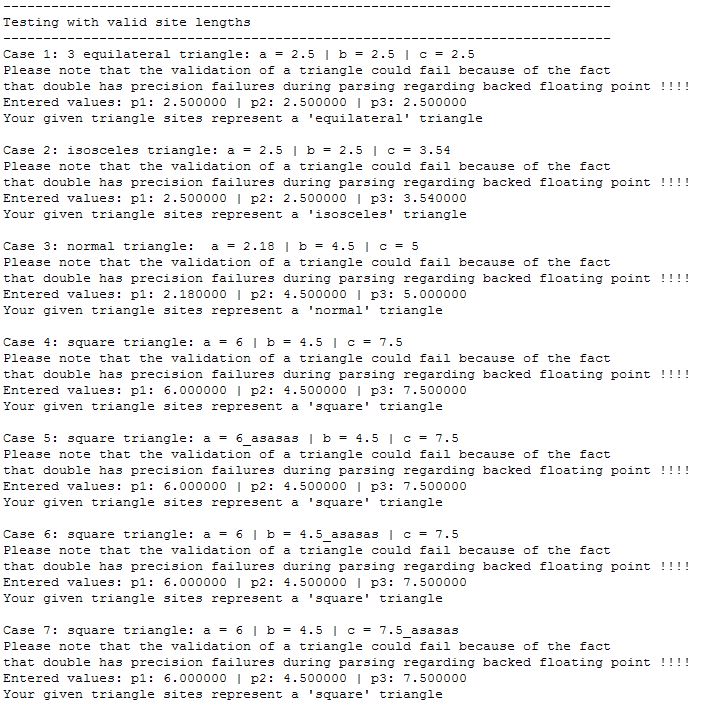 ----------------------------------------------------------------------------
Testing with valid site lengths
----------------------------------------------------------------------------
Case 1: 3 equilateral triangle: a = 2.5 | b = 2.5 | c = 2.5
Please note that the validation of a triangle could fail because of the fact
that double has precision failures during parsing regarding backed floating point !!!!
Entered values: p1: 2.500000 | p2: 2.500000 | p3: 2.500000
Your given triangle sites represent a 'equilateral' triangle

Case 2: isosceles triangle: a = 2.5 | b = 2.5 | c = 3.54
Please note that the validation of a triangle could fail because of the fact
that double has precision failures during parsing regarding backed floating point !!!!
Entered values: p1: 2.500000 | p2: 2.500000 | p3: 3.540000
Your given triangle sites represent a 'isosceles' triangle

Case 3: normal triangle:  a = 2.18 | b = 4.5 | c = 5
Please note that the validation of a triangle could fail because of the fact
that double has precision failures during parsing regarding backed floating point !!!!
Entered values: p1: 2.180000 | p2: 4.500000 | p3: 5.000000
Your given triangle sites represent a 'normal' triangle

Case 4: square triangle: a = 6 | b = 4.5 | c = 7.5
Please note that the validation of a triangle could fail because of the fact
that double has precision failures during parsing regarding backed floating point !!!!
Entered values: p1: 6.000000 | p2: 4.500000 | p3: 7.500000
Your given triangle sites represent a 'square' triangle

Case 5: square triangle: a = 6_asasas | b = 4.5 | c = 7.5
Please note that the validation of a triangle could fail because of the fact
that double has precision failures during parsing regarding backed floating point !!!!
Entered values: p1: 6.000000 | p2: 4.500000 | p3: 7.500000
Your given triangle sites represent a 'square' triangle

Case 6: square triangle: a = 6 | b = 4.5_asasas | c = 7.5
Please note that the validation of a triangle could fail because of the fact
that double has precision failures during parsing regarding backed floating point !!!!
Entered values: p1: 6.000000 | p2: 4.500000 | p3: 7.500000
Your given triangle sites represent a 'square' triangle

Case 7: square triangle: a = 6 | b = 4.5 | c = 7.5_asasas
Please note that the validation of a triangle could fail because of the fact
that double has precision failures during parsing regarding backed floating point !!!!
Entered values: p1: 6.000000 | p2: 4.500000 | p3: 7.500000
Your given triangle sites represent a 'square' triangle